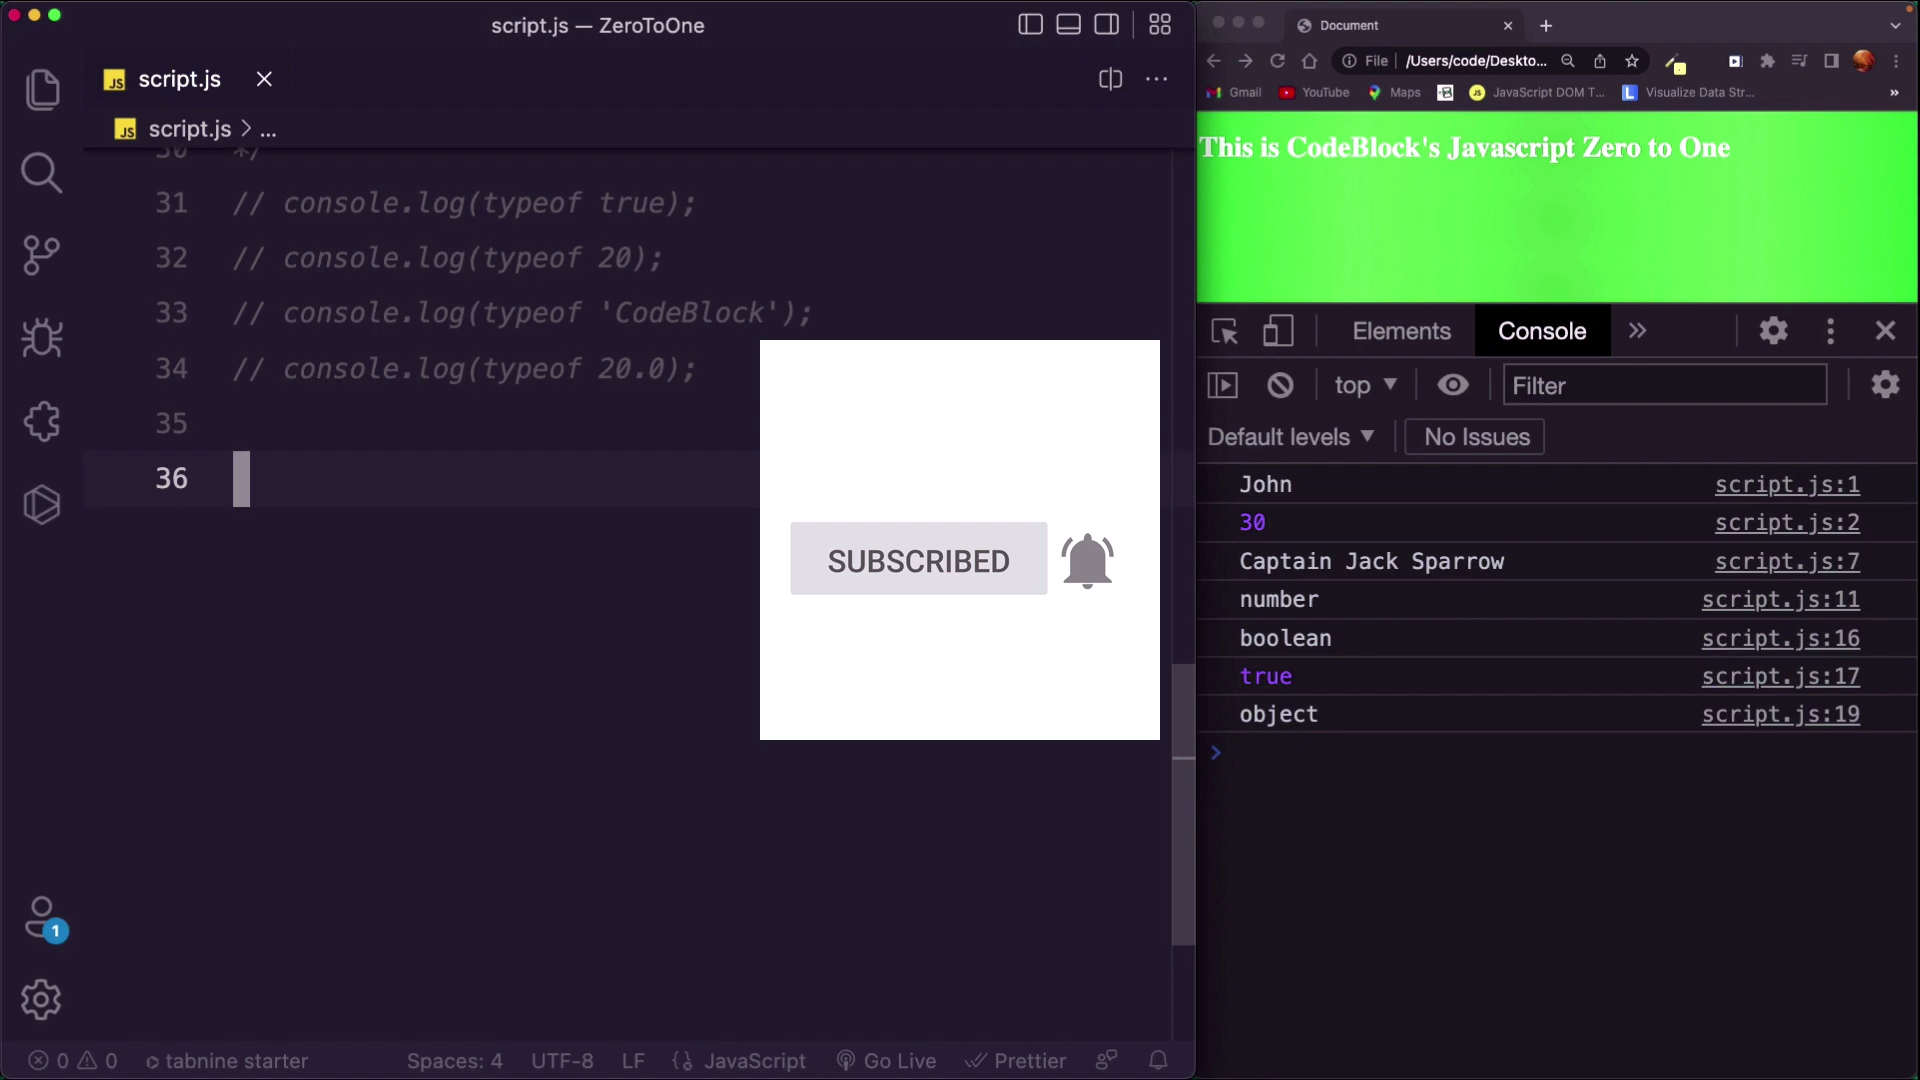 script.js — ZeroToOne
script.js
script.js > ...
30 */
31 // console.log(typeof true);
32 // console.log(typeof 20);
33 // console.log(typeof 'CodeBlock');
34 // console.log(typeof 20.0);
35
36
SUBSCRIBED
1
0 0 tabnine starter Spaces: 4 UTF-8 LF JavaScript Go Live Prettier
Document
File /Users/code/Deskto...
Gmail YouTube Maps JavaScript DOM T... Visualize Data Str... »
This is CodeBlock's Javascript Zero to One
Elements Console »
top Filter
Default levels No Issues
John script.js:1
30 script.js:2
Captain Jack Sparrow script.js:7
number script.js:11
boolean script.js:16
true script.js:17
object script.js:19
>